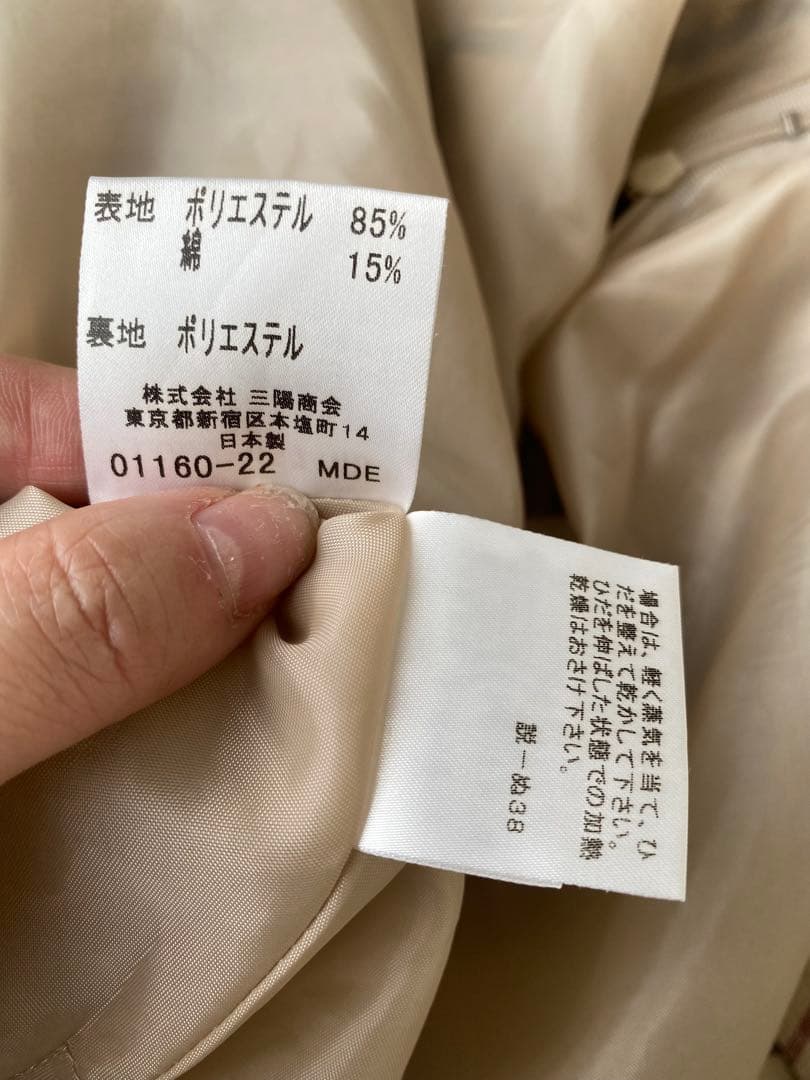 表地 ポリエステル 85%
綿 15%
裏地 ポリエステル
株式会社 三陽商会
東京都新宿区本塩町14
日本製
01160-22 MDE
場合は、軽く蒸気を当て、ひ
だを整えて乾かして下さい。
ひだを伸ばした状態での加熱
乾燥はおさけ下さい。
説ーぬ38